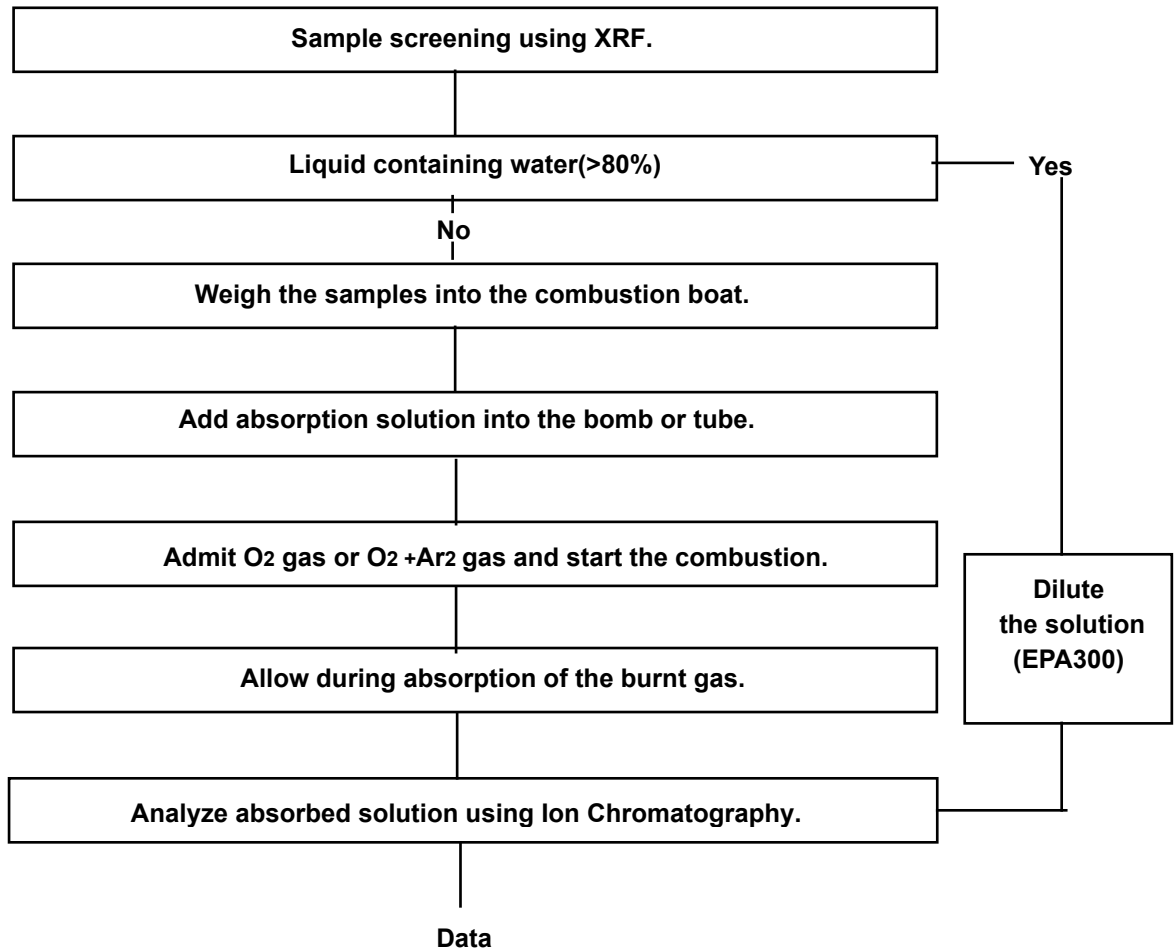 Sample screening using XRF.
Liquid containing water(>80%)
Yes
No
Weigh the samples into the combustion boat.
Add absorption solution into the bomb or tube.
Admit O2 gas or O2 +Ar2 gas and start the combustion.
Dilute
the solution
(EPA300)
Allow during absorption of the burnt gas.
Analyze absorbed solution using Ion Chromatography.
Data